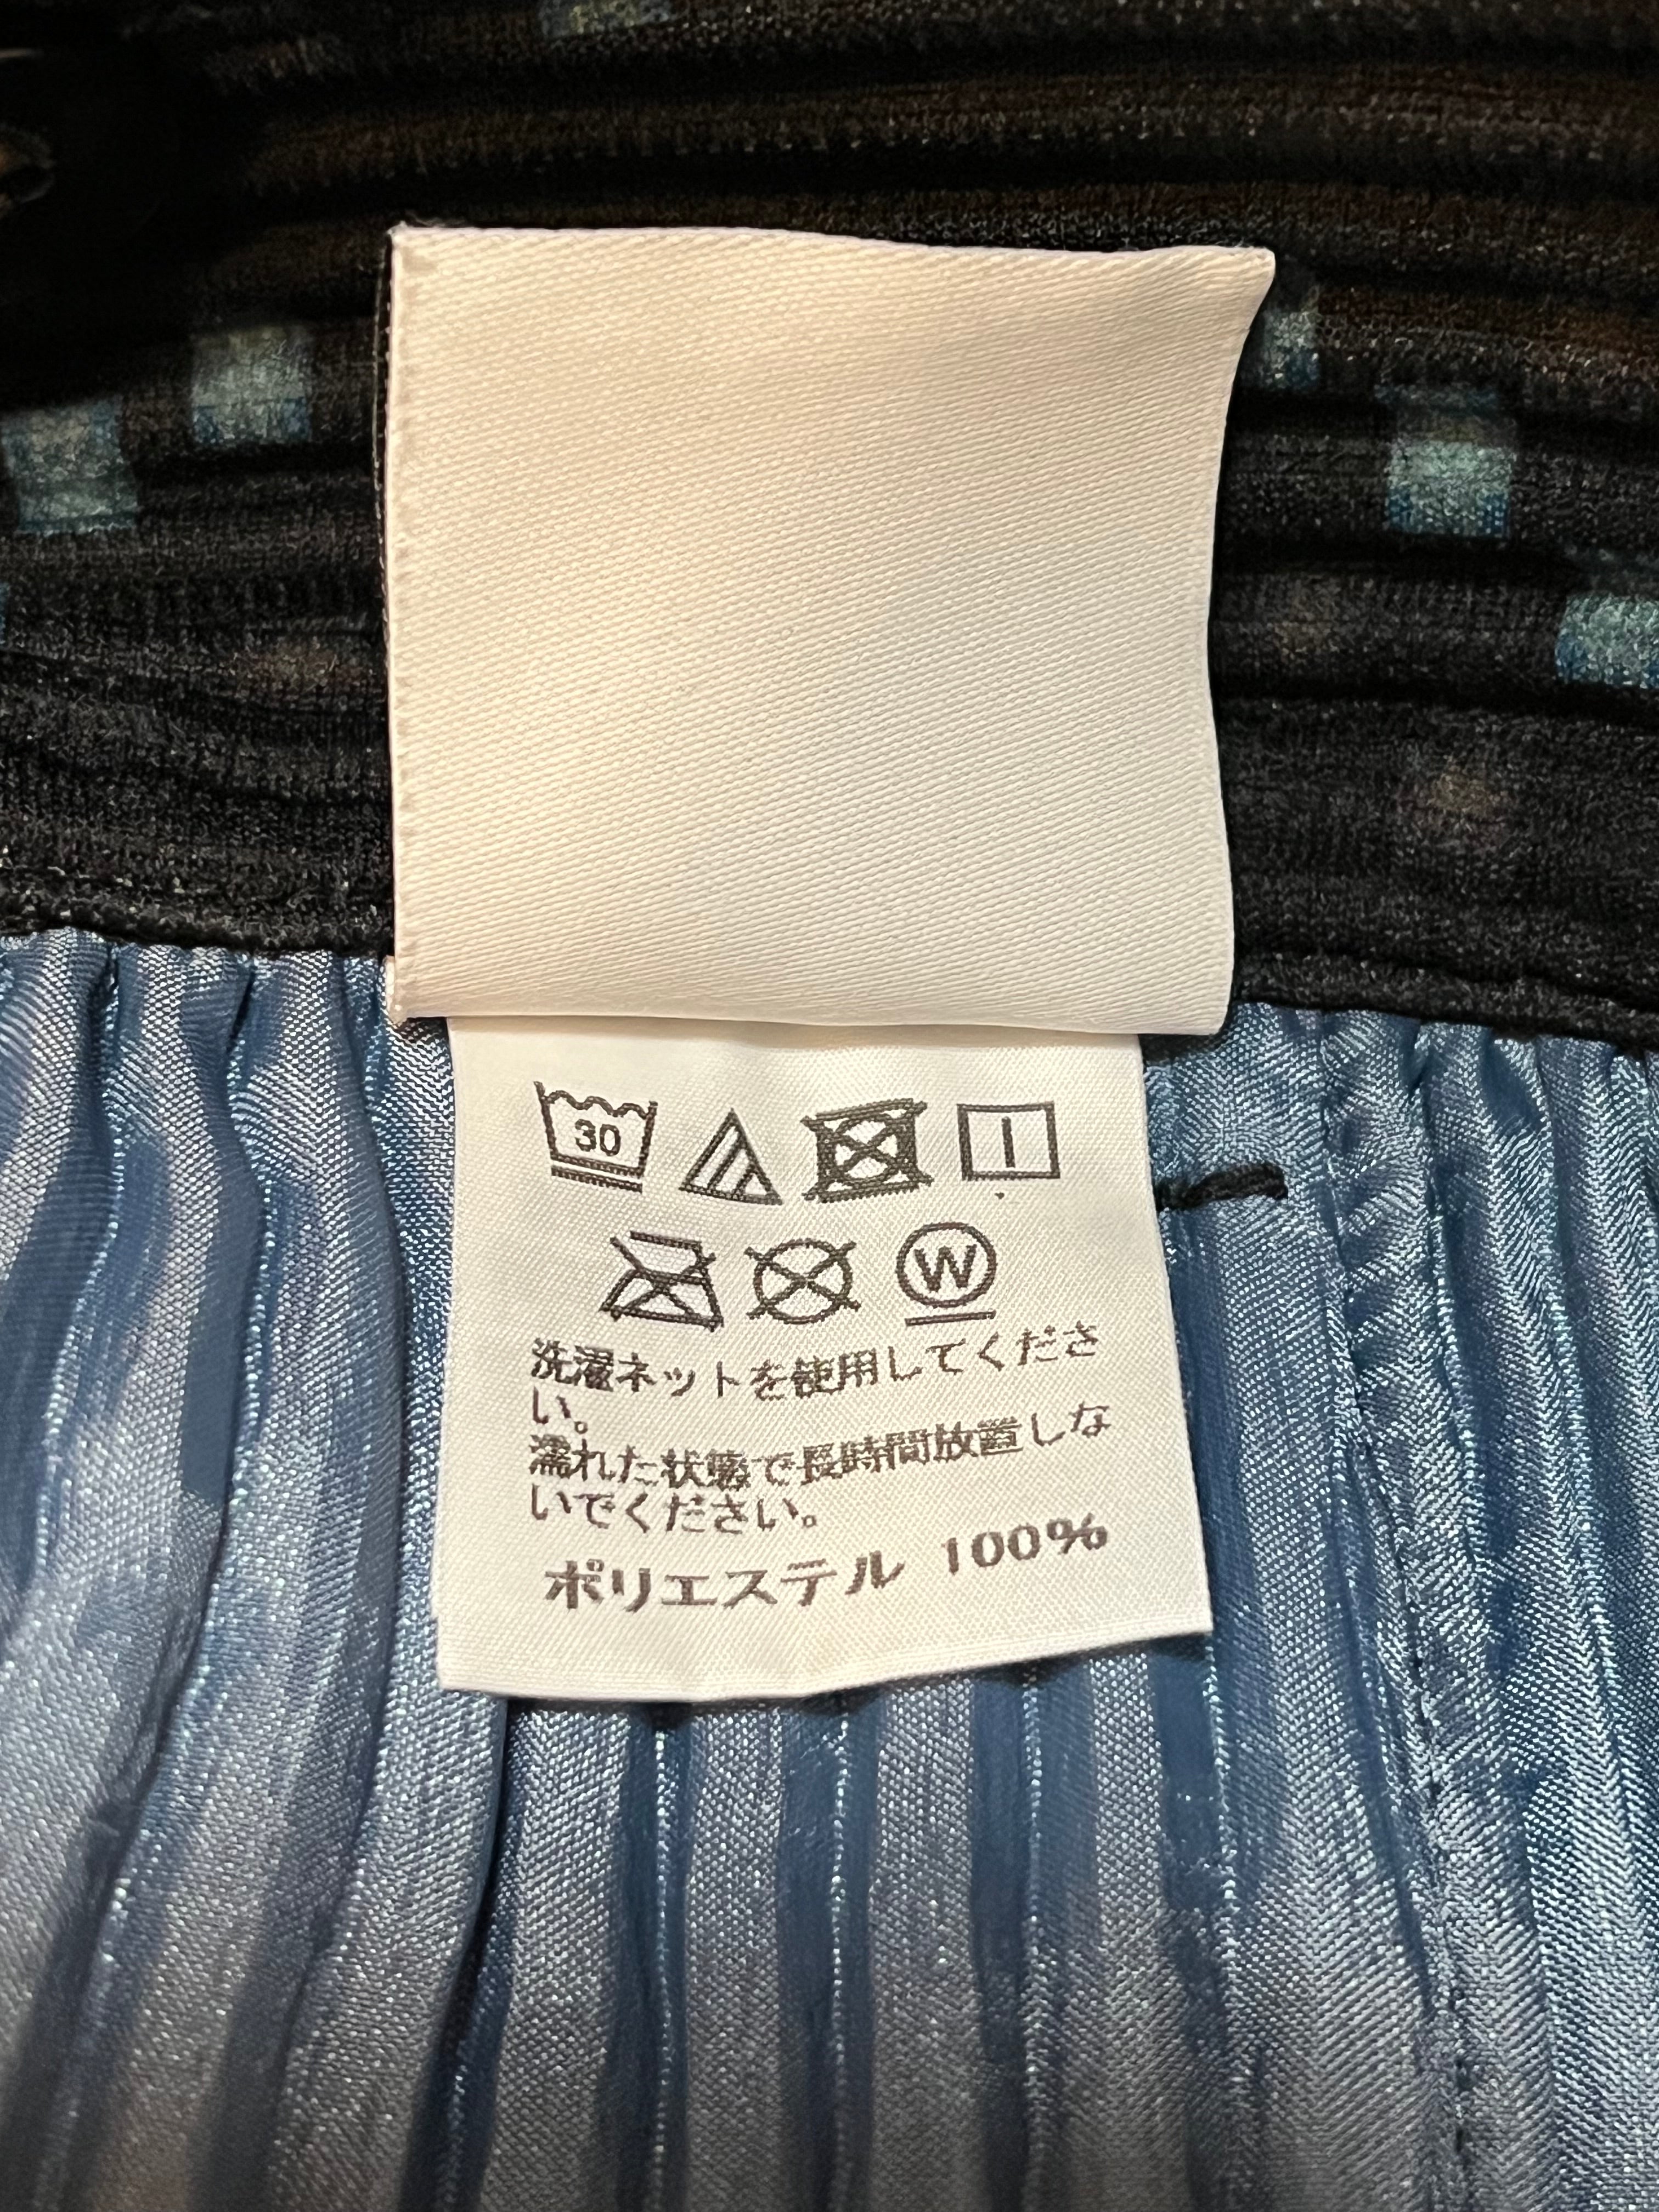 30
W
洗濯ネットを使用してくださ
い。
濡れた状態で長時間放置しな
いでください。
ポリエステル 100%